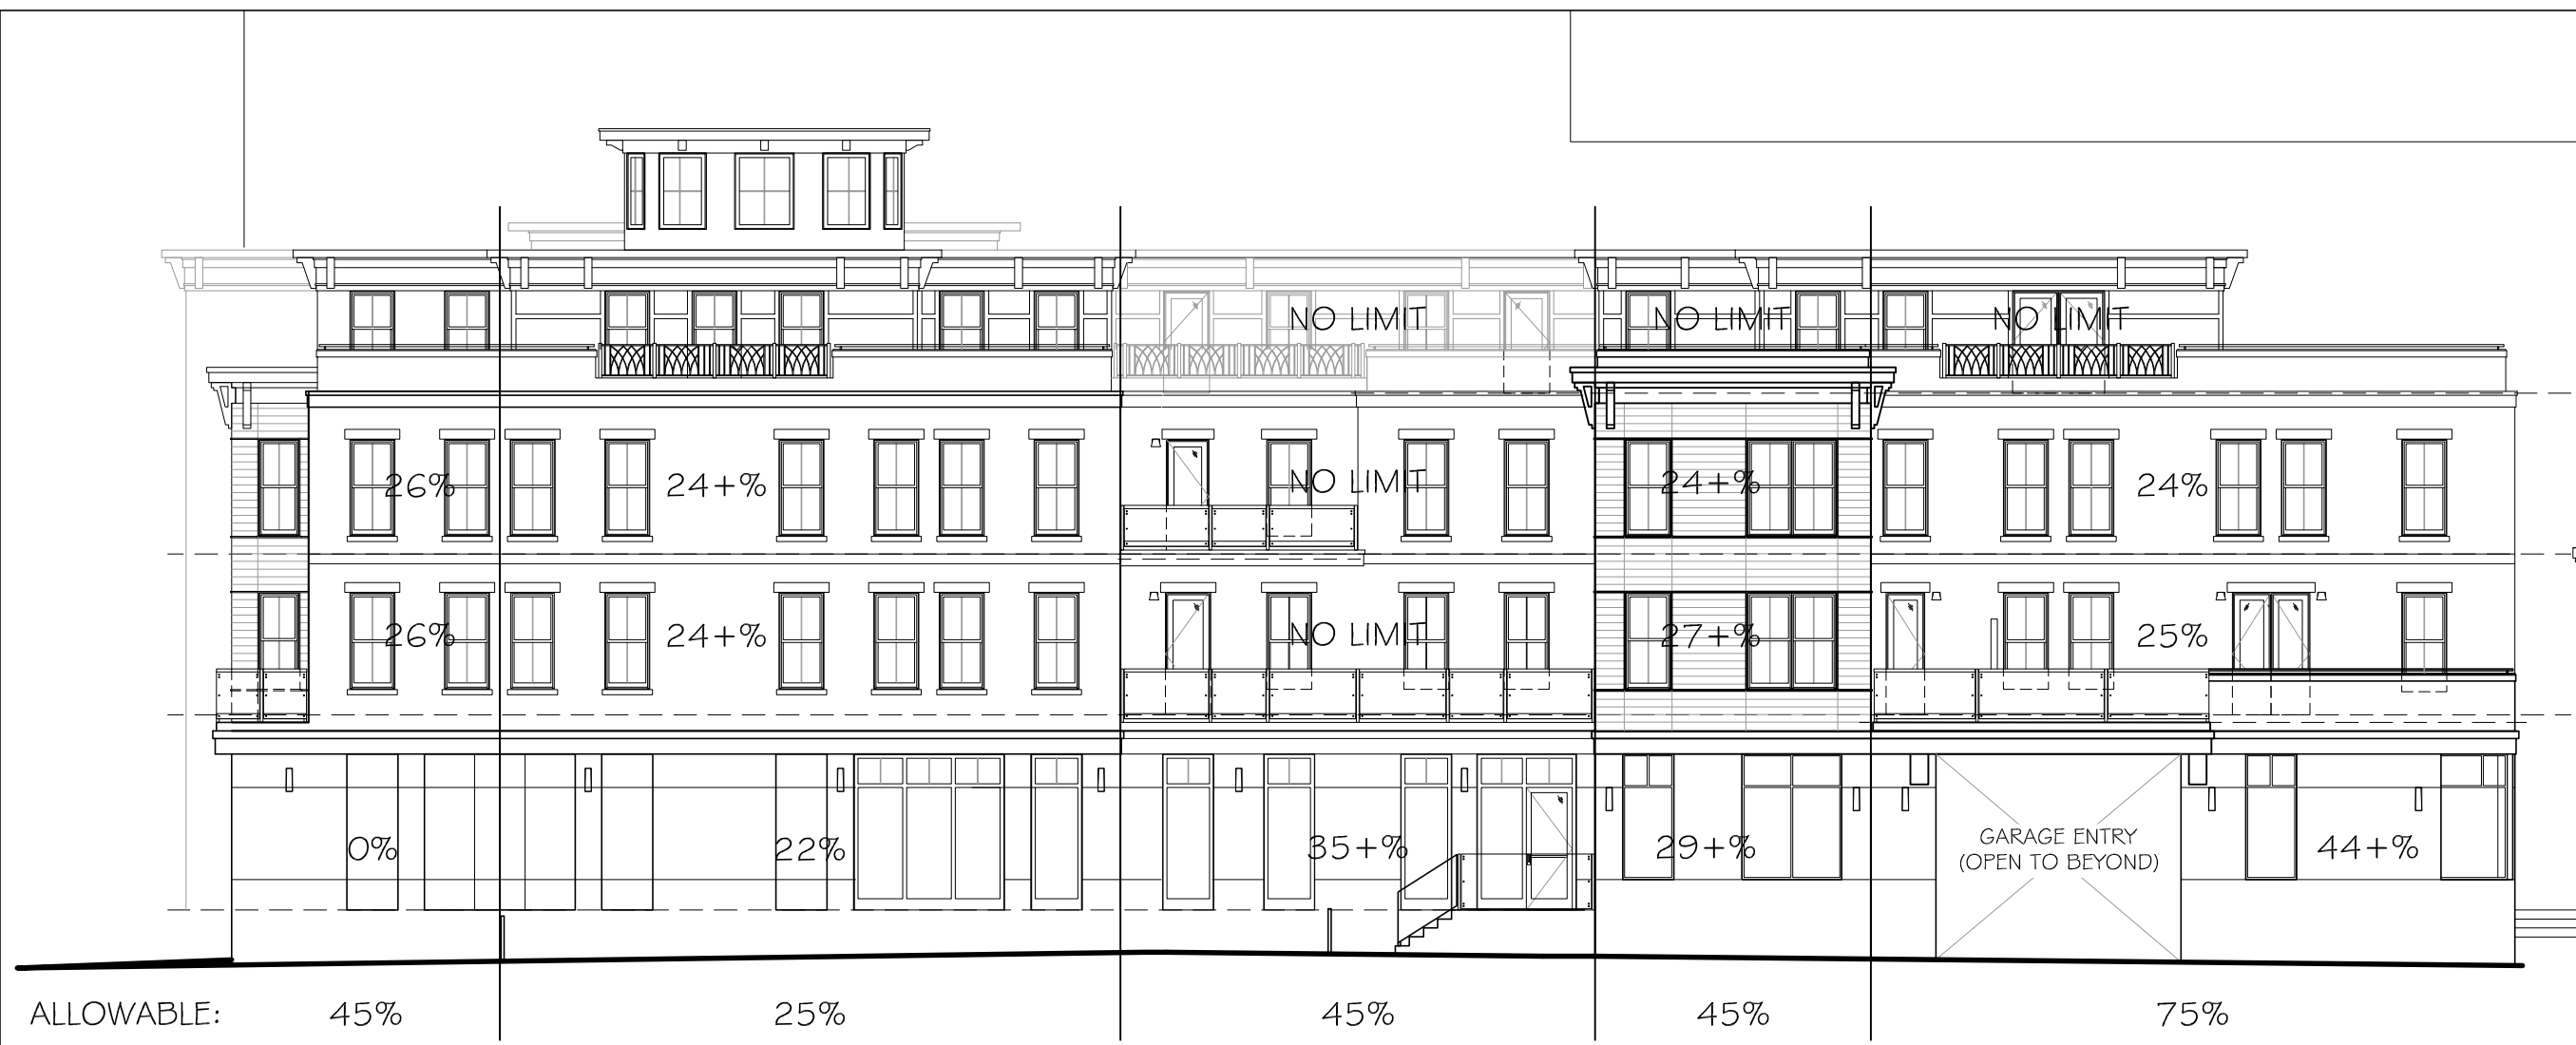 NO LIMIT
NO LIMIT
NO LIMIT
26%
24+%
NO LIMIT
24+%
24%
26%
24+%
NO LIMIT
27+%
25%
0%
22%
35+%
29+%
GARAGE ENTRY
(OPEN TO BEYOND)
44+%
ALLOWABLE:
45%
25%
45%
45%
75%